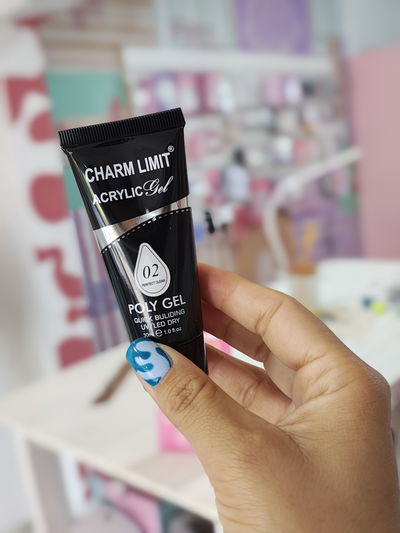 CHARM LIMIT®
ACRYLIC Gel
02
PERFECT CLEAR
POLY GEL
QUICK BULIDING
UV/LED DRY
30ml ℮ 1.0 fl.oz